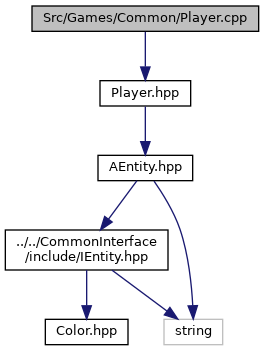 Src/Games/Common/Player.cpp
Player.hpp
AEntity.hpp
../../CommonInterface
/include/IEntity.hpp
Color.hpp
string